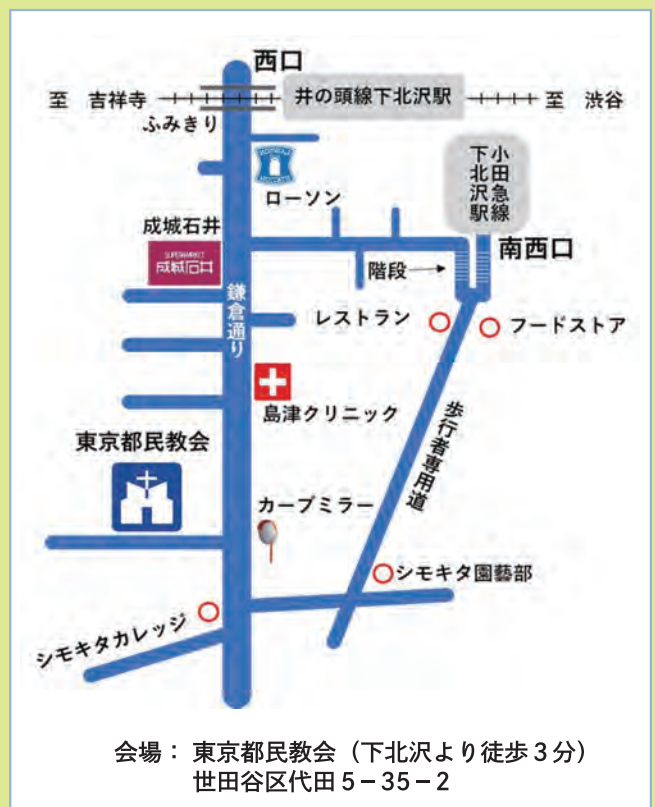 西口
至 吉祥寺
井の頭線下北沢駅
至 渋谷
ふみきり
小田急線
下北沢駅
ローソン
成城石井
SUPERMARKET
成城石井
南西口
階段
鎌倉通り
レストラン
フードストア
島津クリニック
歩行者専用道
東京都民教会
カーブミラー
シモキタ園藝部
シモキタカレッジ
会場： 東京都民教会（下北沢より徒歩３分）
世田谷区代田５－３５－２